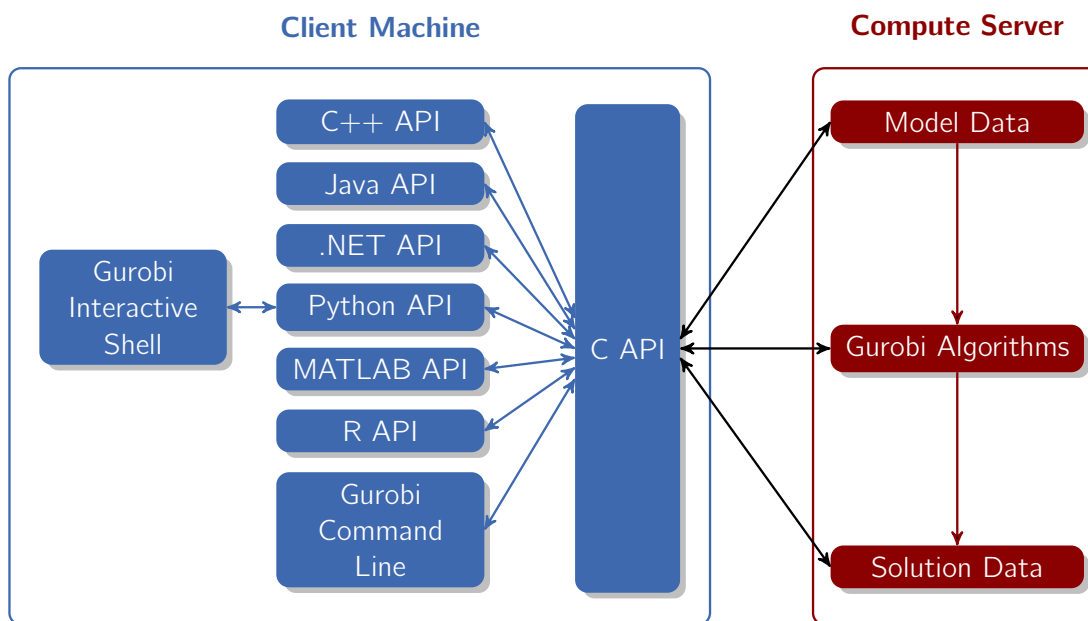 Client Machine
Compute Server
C++ API
Java API
.NET API
Python API
MATLAB API
R API
Gurobi
Command
Line
Gurobi
Interactive
Shell
C API
Model Data
Gurobi Algorithms
Solution Data